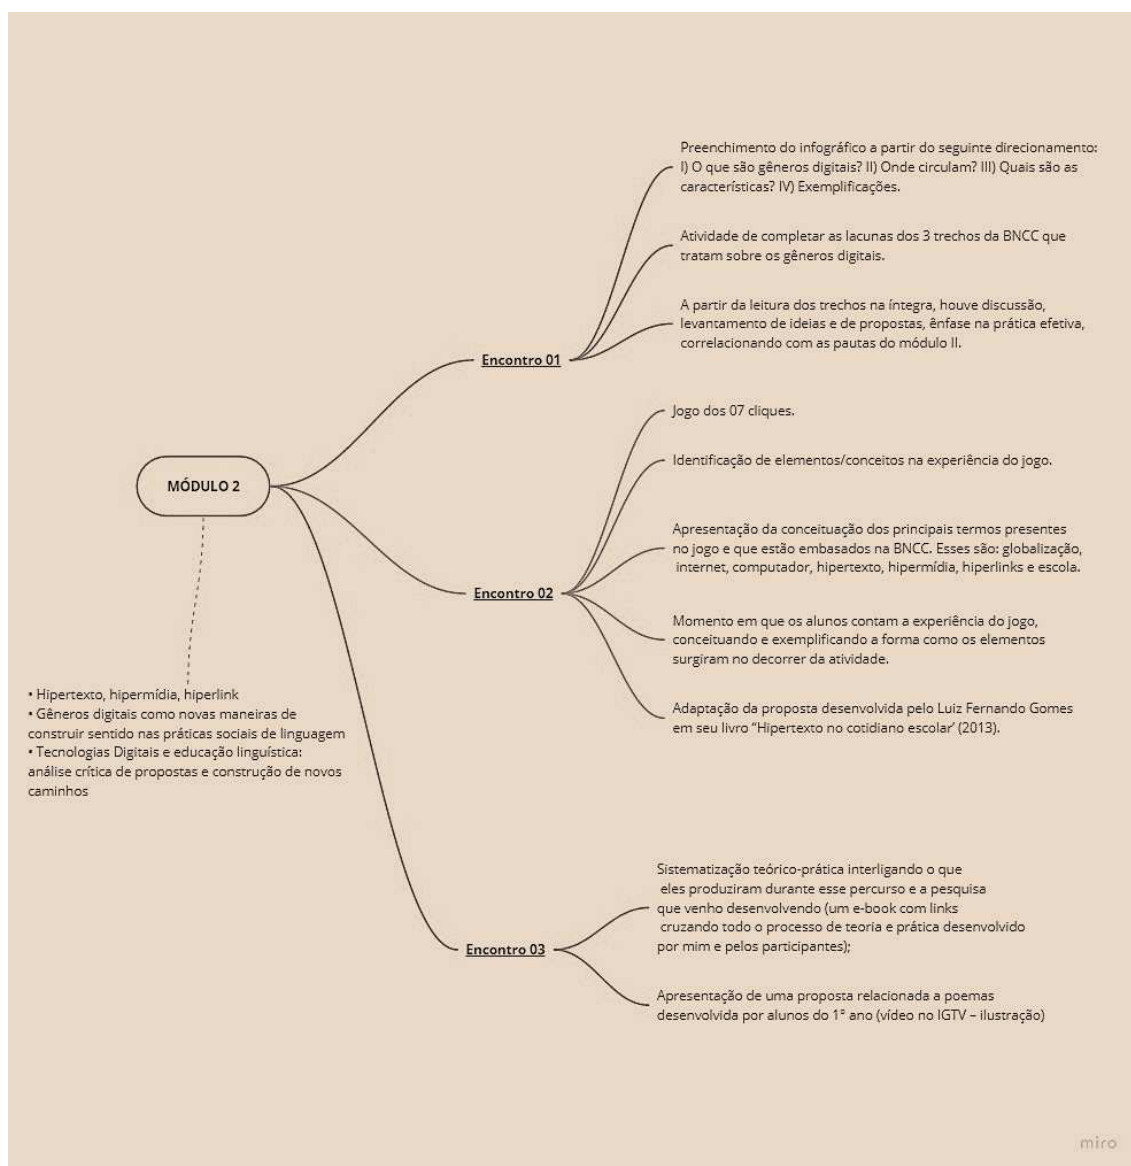 Preenchimento do infográfico a partir do seguinte direcionamento:
I) O que são gêneros digitais? II) Onde circulam? III) Quais são as
características? IV) Exemplificações.
Atividade de completar as lacunas dos 3 trechos da BNCC que
tratam sobre os gêneros digitais.
A partir da leitura dos trechos na íntegra, houve discussão,
levantamento de ideias e de propostas, ênfase na prática efetiva,
correlacionando com as pautas do módulo II.
Encontro 01
Jogo dos 07 cliques.
Identificação de elementos/conceitos na experiência do jogo.
MÓDULO 2
Apresentação da conceituação dos principais termos presentes
no jogo e que estão embasados na BNCC. Esses são: globalização,
internet, computador, hipertexto, hipermídia, hiperlinks e escola.
Encontro 02
Momento em que os alunos contam a experiência do jogo,
conceituando e exemplificando a forma como os elementos
surgiram no decorrer da atividade.
Adaptação da proposta desenvolvida pelo Luiz Fernando Gomes
em seu livro “Hipertexto no cotidiano escolar’ (2013).
• Hipertexto, hipermídia, hiperlink
• Gêneros digitais como novas maneiras de
construir sentido nas práticas sociais de linguagem
• Tecnologias Digitais e educação linguística:
análise crítica de propostas e construção de novos
caminhos
Sistematização teórico-prática interligando o que
eles produziram durante esse percurso e a pesquisa
que venho desenvolvendo (um e-book com links
cruzando todo o processo de teoria e prática desenvolvido
por mim e pelos participantes);
Encontro 03
Apresentação de uma proposta relacionada a poemas
desenvolvida por alunos do 1° ano (vídeo no IGTV – ilustração)
miro